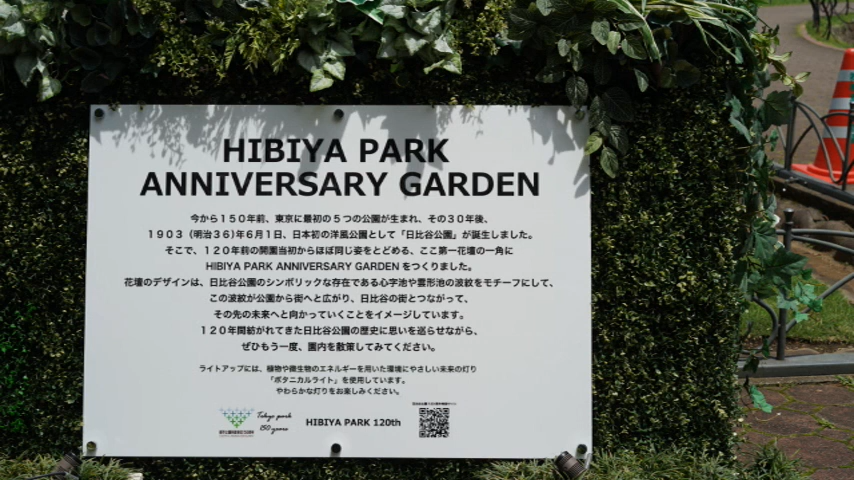 HIBIYA PARK
ANNIVERSARY GARDEN
今から150年前、東京に最初の5つの公園が生まれ、その30年後、
1903(明治36)年6月1日、日本初の洋風公園として「日比谷公園」が誕生しました。
そこで、120年前の開園当初からほぼ同じ姿をとどめる、ここ第一花壇の一角に
HIBIYA PARK ANNIVERSARY GARDENをつくりました。
花壇のデザインは、日比谷公園のシンボリックな存在である心字池や雲形池の波紋をモチーフにして、
この波紋が公園から街へと広がり、日比谷の街とつながって、
その先の未来へと向かっていくことをイメージしています。
120年間紡がれてきた日比谷公園の歴史に思いを巡らせながら、
ぜひもう一度、園内を散策してみてください。
ライトアップには、植物や微生物のエネルギーを用いた環境にやさしい未来の灯り
「ボタニカルライト」を使用しています。
やわらかな灯りをお楽しみください。
Tokyo park
150 years
HIBIYA PARK 120th